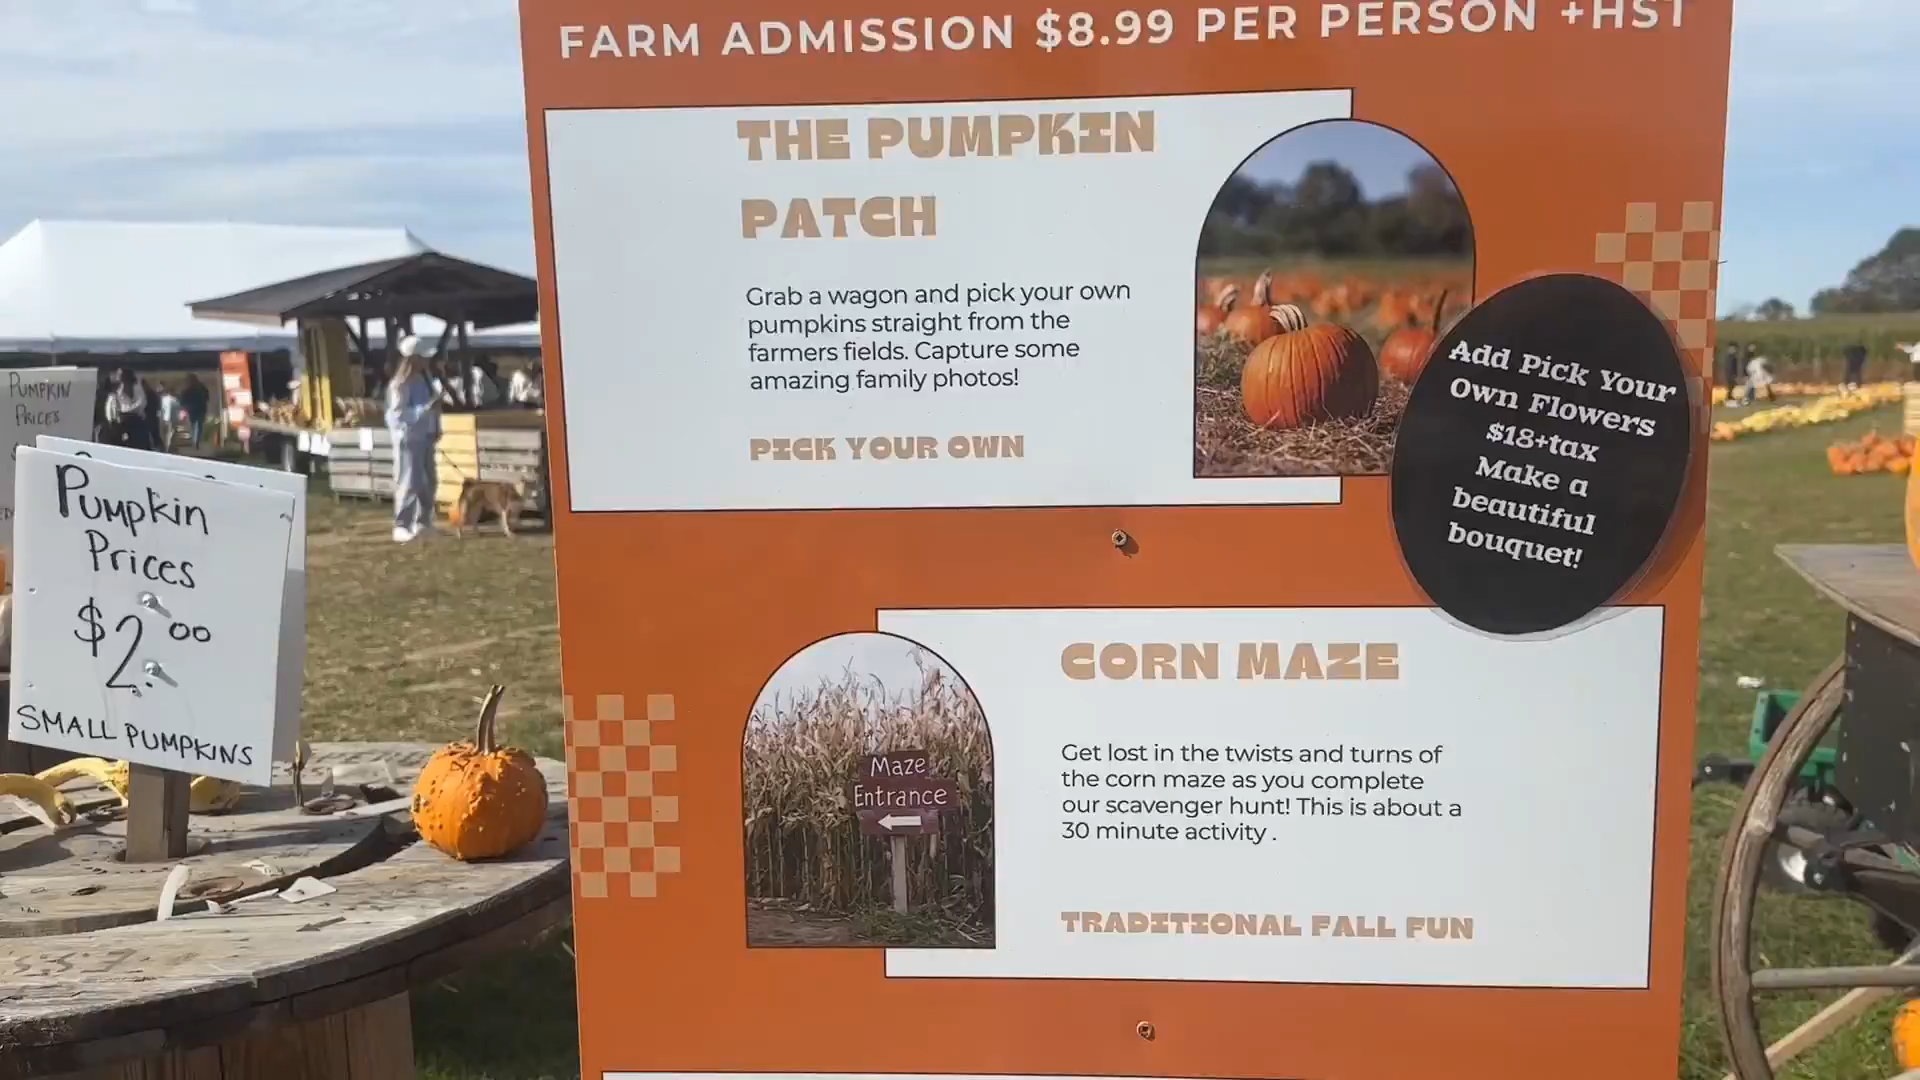 FARM ADMISSION $8.99 PER PERSON +HST
THE PUMPKIN
PATCH
Grab a wagon and pick your own
pumpkins straight from the
farmers fields. Capture some
amazing family photos!
PICK YOUR OWN
Add Pick Your
Own Flowers
$18+tax
Make a
beautiful
bouquet!
CORN MAZE
Get lost in the twists and turns of
the corn maze as you complete
our scavenger hunt! This is about a
30 minute activity .
TRADITIONAL FALL FUN
Maze
Entrance
PUMPKIN
PRICES
Pumpkin
Prices
$2.00
SMALL PUMPKINS